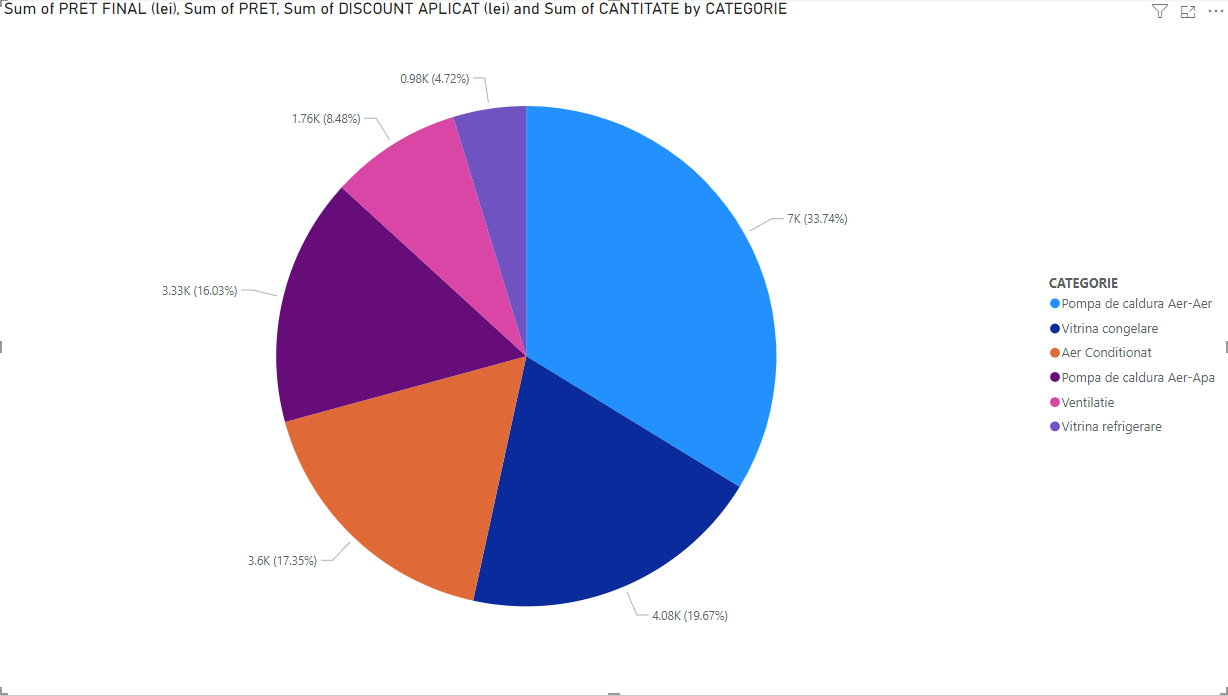 Sum of PRET FINAL (lei), Sum of PRET, Sum of DISCOUNT APLICAT (lei) and Sum of CANTITATE by CATEGORIE
0.98K (4.72%)
1.76K (8.48%)
7K (33.74%)
3.33K (16.03%)
3.6K (17.35%)
4.08K (19.67%)
CATEGORIE
Pompa de caldura Aer-Aer
Vitrina congelare
Aer Conditionat
Pompa de caldura Aer-Apa
Ventilatie
Vitrina refrigerare